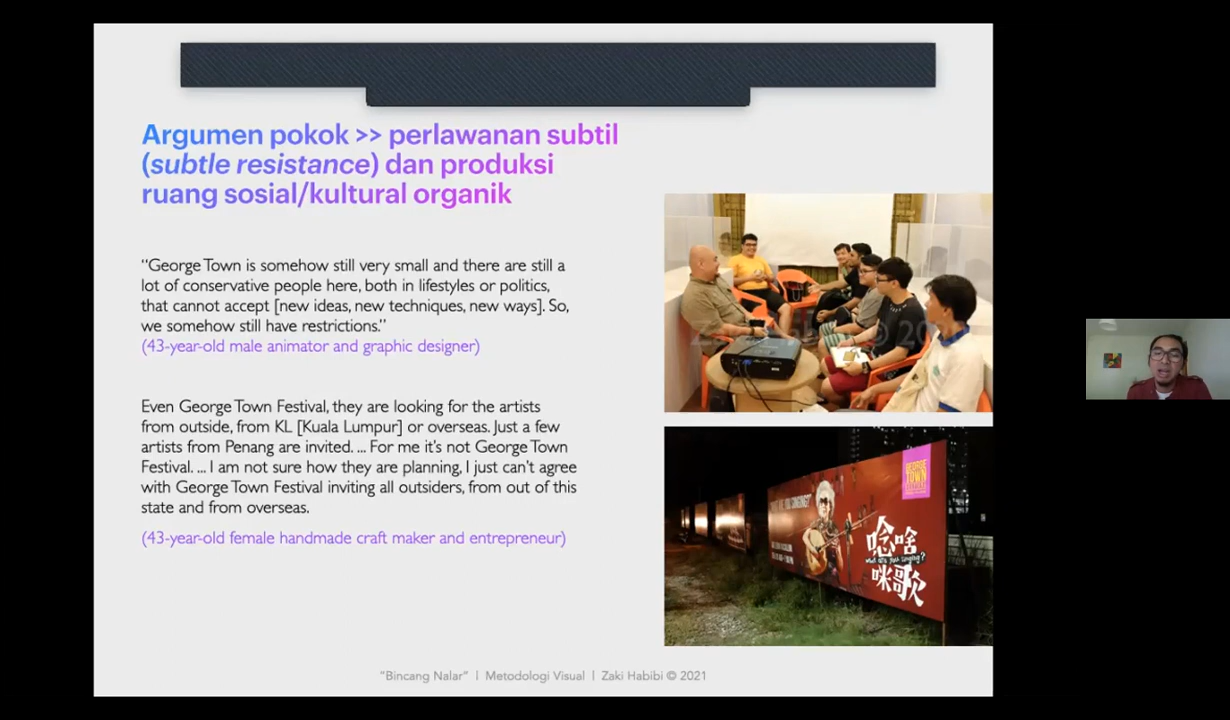 Argumen pokok >> perlawanan subtil
(subtle resistance) dan produksi
ruang sosial/kultural organik
“George Town is somehow still very small and there are still a
lot of conservative people here, both in lifestyles or politics,
that cannot accept [new ideas, new techniques, new ways]. So,
we somehow still have restrictions.”
(43-year-old male animator and graphic designer)
Even George Town Festival, they are looking for the artists
from outside, from KL [Kuala Lumpur] or overseas. Just a few
artists from Penang are invited. ... For me it’s not George Town
Festival. ... I am not sure how they are planning, I just can’t agree
with George Town Festival inviting all outsiders, from out of this
state and from overseas.
(43-year-old female handmade craft maker and entrepreneur)
GEORGE
TOWN
唸啥
what are you singing?
咪歌
“Bincang Nalar” | Metodologi Visual | Zaki Habibi © 2021